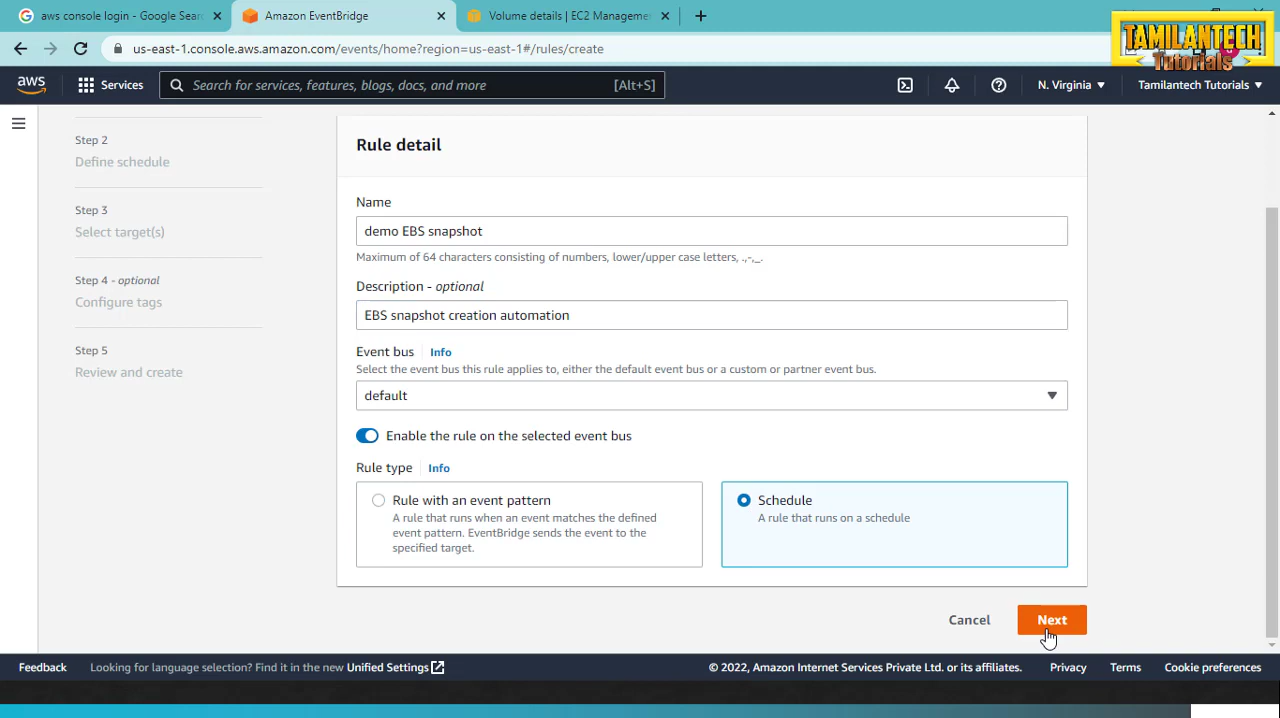 aws console login - Google Sear
Amazon EventBridge
Volume details | EC2 Manageme
us-east-1.console.aws.amazon.com/events/home?region=us-east-1#/rules/create
TAMILANTECH
Tutorials
aws
Services
Search for services, features, blogs, docs, and more
[Alt+S]
N. Virginia
Tamilantech Tutorials
Step 2
Define schedule
Step 3
Select target(s)
Step 4 - optional
Configure tags
Step 5
Review and create
Rule detail
Name
demo EBS snapshot
Maximum of 64 characters consisting of numbers, lower/upper case letters, .,-,_.
Description - optional
EBS snapshot creation automation
Event bus Info
Select the event bus this rule applies to, either the default event bus or a custom or partner event bus.
default
Enable the rule on the selected event bus
Rule type Info
Rule with an event pattern
A rule that runs when an event matches the defined
event pattern. EventBridge sends the event to the
specified target.
Schedule
A rule that runs on a schedule
Cancel
Next
Feedback
Looking for language selection? Find it in the new Unified Settings
© 2022, Amazon Internet Services Private Ltd. or its affiliates.
Privacy
Terms
Cookie preferences